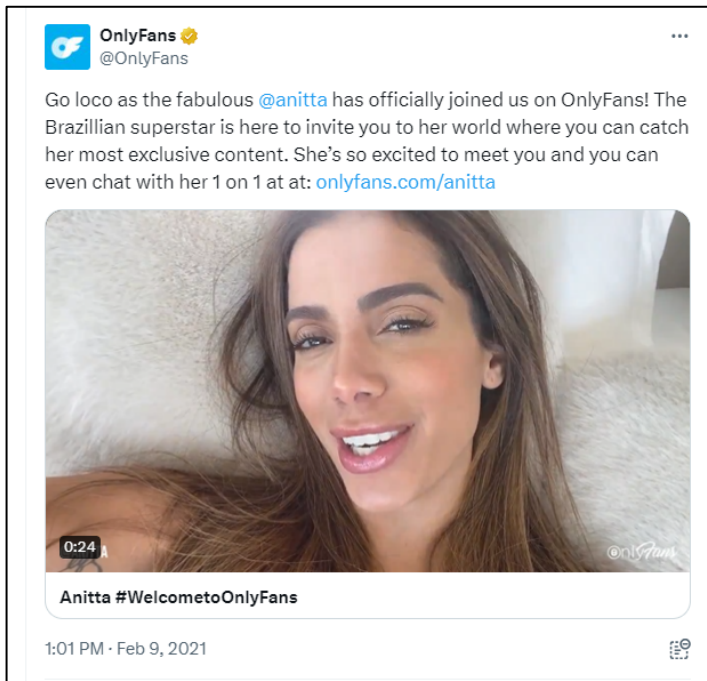 OnlyFans
@OnlyFans
Go loco as the fabulous @anitta has officially joined us on OnlyFans! The
Brazillian superstar is here to invite you to her world where you can catch
her most exclusive content. She’s so excited to meet you and you can
even chat with her 1 on 1 at at: onlyfans.com/anitta
0:24 A
OnlyFans
Anitta #WelcometoOnlyFans
1:01 PM · Feb 9, 2021